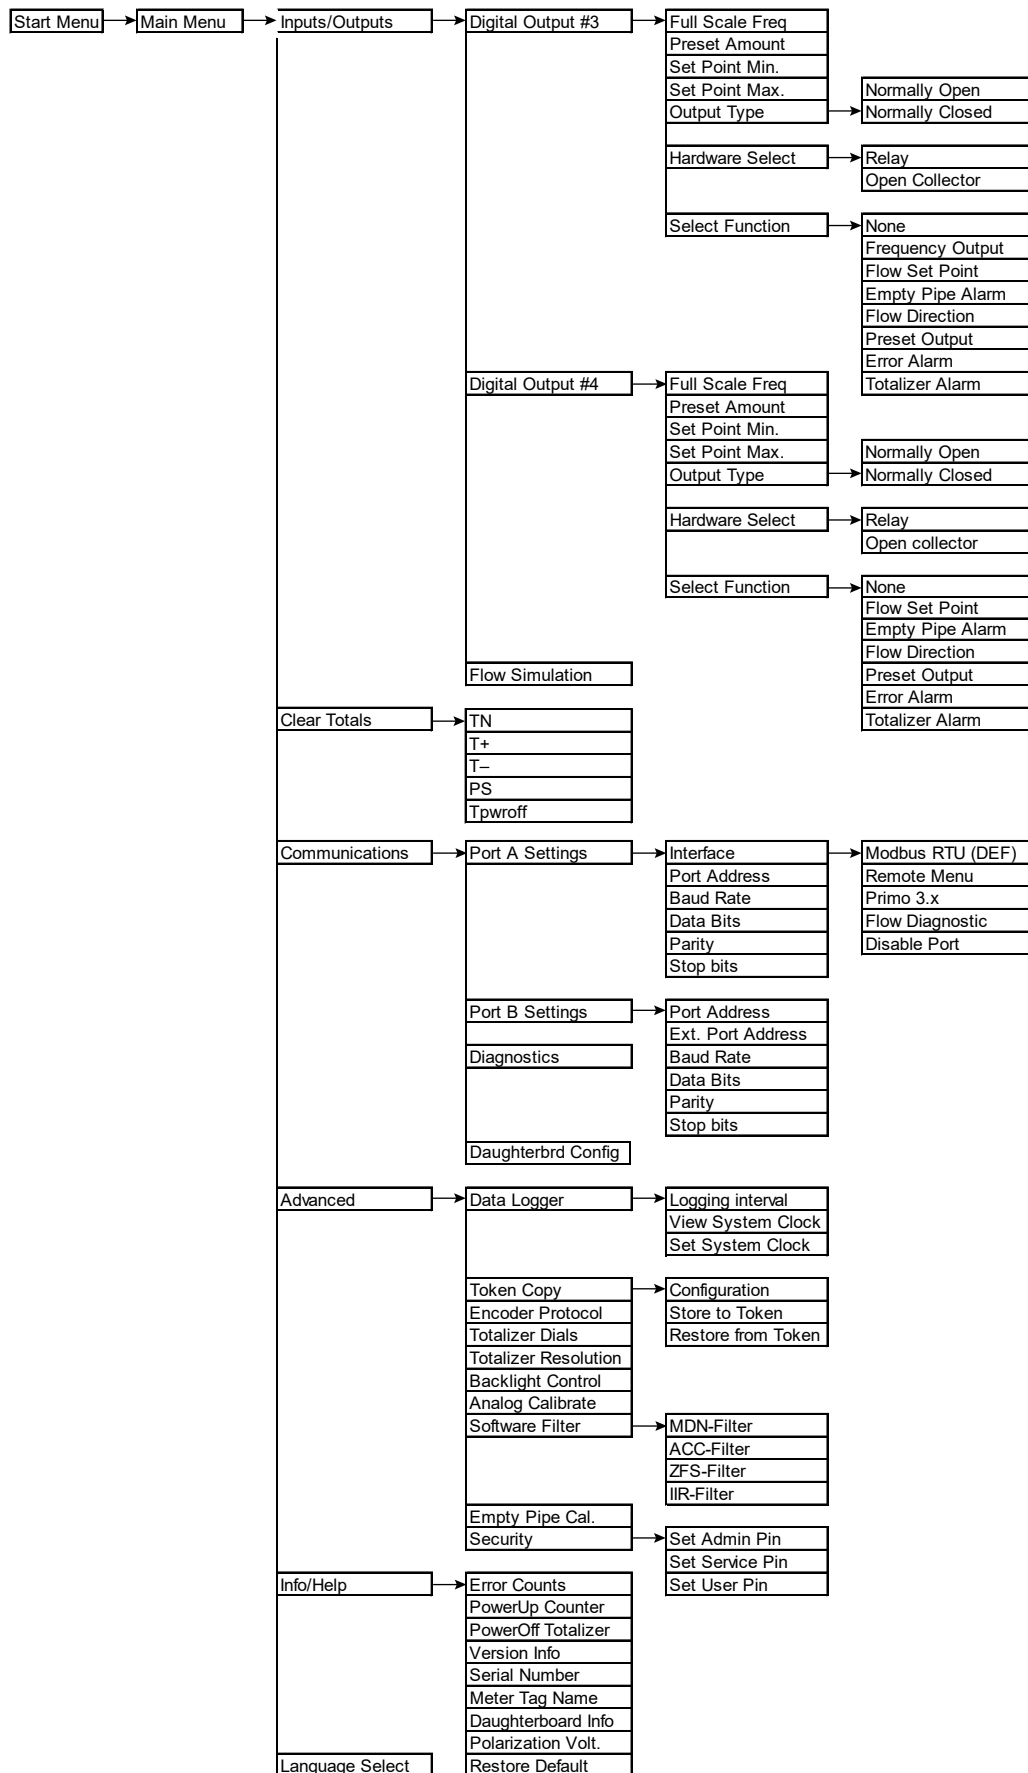 Start Menu
Main Menu
Inputs/Outputs
Digital Output #3
Full Scale Freq
Preset Amount
Set Point Min.
Set Point Max.
Output Type
Normally Open
Normally Closed
Hardware Select
Relay
Open Collector
Select Function
None
Frequency Output
Flow Set Point
Empty Pipe Alarm
Flow Direction
Preset Output
Error Alarm
Totalizer Alarm
Digital Output #4
Full Scale Freq
Preset Amount
Set Point Min.
Set Point Max.
Output Type
Normally Open
Normally Closed
Hardware Select
Relay
Open collector
Select Function
None
Flow Set Point
Empty Pipe Alarm
Flow Direction
Preset Output
Error Alarm
Totalizer Alarm
Flow Simulation
Clear Totals
TN
T+
T–
PS
Tpwroff
Communications
Port A Settings
Interface
Port Address
Baud Rate
Data Bits
Parity
Stop bits
Modbus RTU (DEF)
Remote Menu
Primo 3.x
Flow Diagnostic
Disable Port
Port B Settings
Port Address
Ext. Port Address
Baud Rate
Data Bits
Parity
Stop bits
Diagnostics
Daughterbrd Config
Advanced
Data Logger
Logging interval
View System Clock
Set System Clock
Token Copy
Configuration
Store to Token
Restore from Token
Encoder Protocol
Totalizer Dials
Totalizer Resolution
Backlight Control
Analog Calibrate
Software Filter
MDN-Filter
ACC-Filter
ZFS-Filter
IIR-Filter
Empty Pipe Cal.
Security
Set Admin Pin
Set Service Pin
Set User Pin
Info/Help
Error Counts
PowerUp Counter
PowerOff Totalizer
Version Info
Serial Number
Meter Tag Name
Daughterboard Info
Polarization Volt.
Restore Default
Language Select